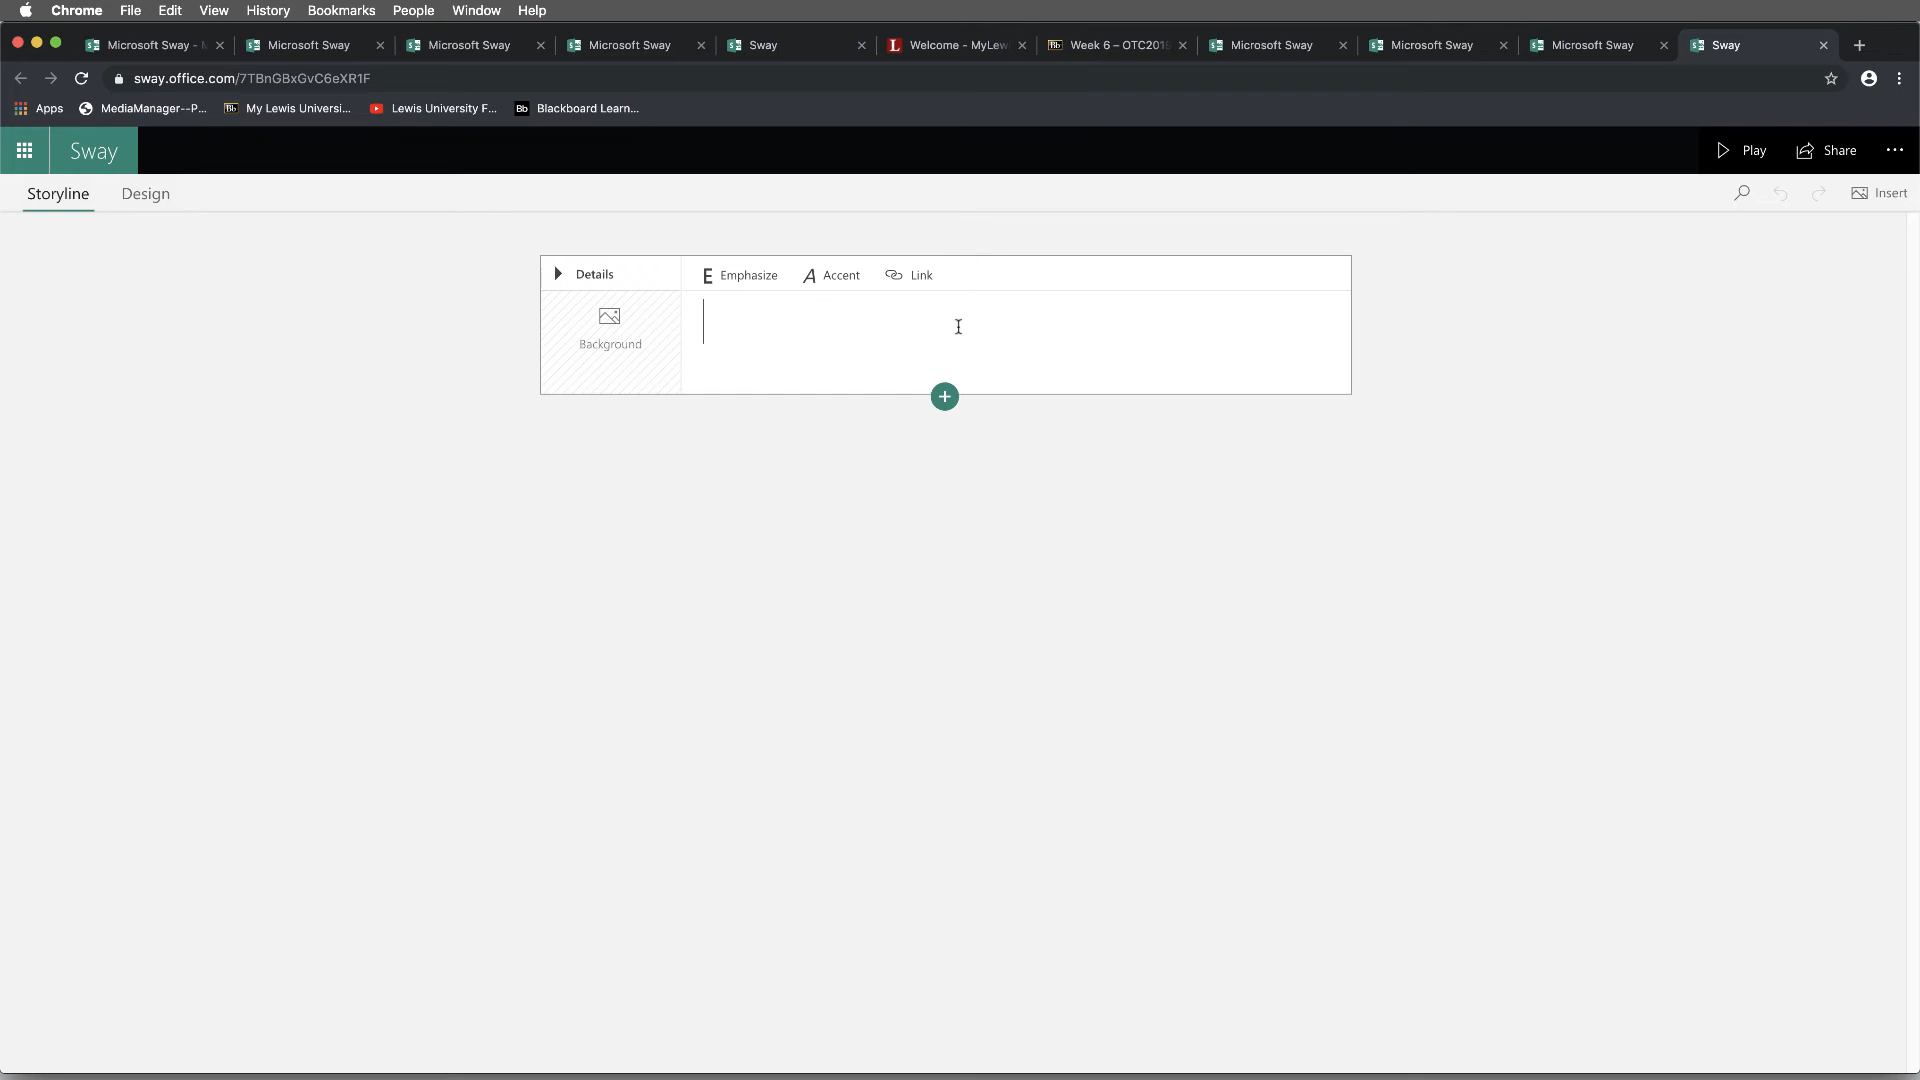 Chrome File Edit View History Bookmarks People Window Help
Microsoft Sway - Microsoft Sway Microsoft Sway Microsoft Sway Sway Welcome - MyLew Week 6 – OTC201 Microsoft Sway Microsoft Sway Microsoft Sway Sway
sway.office.com/7TBnGBxGvC6eXR1F
Apps MediaManager--P... Bb My Lewis Universi... Lewis University F... Bb Blackboard Learn...
Sway Play Share ...
Storyline Design Insert
Details E Emphasize A Accent Link
Background